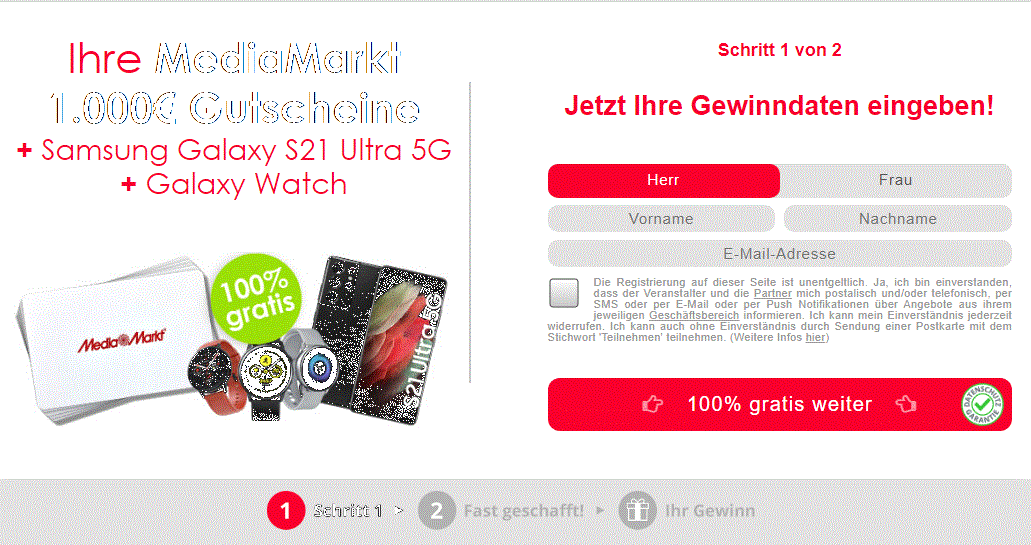 Ihre MediaMarkt
1.000€ Gutscheine
+ Samsung Galaxy S21 Ultra 5G
+ Galaxy Watch
100%
gratis
MediaMarkt
S21 Ultra 5G
Schritt 1 von 2
Jetzt Ihre Gewinndaten eingeben!
Herr
Frau
Vorname
Nachname
E-Mail-Adresse
Die Registrierung auf dieser Seite ist unentgeltlich. Ja, ich bin einverstanden,
dass der Veranstalter und die Partner mich postalisch und/oder telefonisch, per
SMS oder per E-Mail oder per Push Notifikationen über Angebote aus ihrem
jeweiligen Geschäftsbereich informieren. Ich kann mein Einverständnis jederzeit
widerrufen. Ich kann auch ohne Einverständnis durch Sendung einer Postkarte mit dem
Stichwort 'Teilnehmen' teilnehmen. (Weitere Infos hier)
100% gratis weiter
DATENSCHUTZ
GARANTIE
1 Schritt 1 > 2 Fast geschafft! ▸ Ihr Gewinn